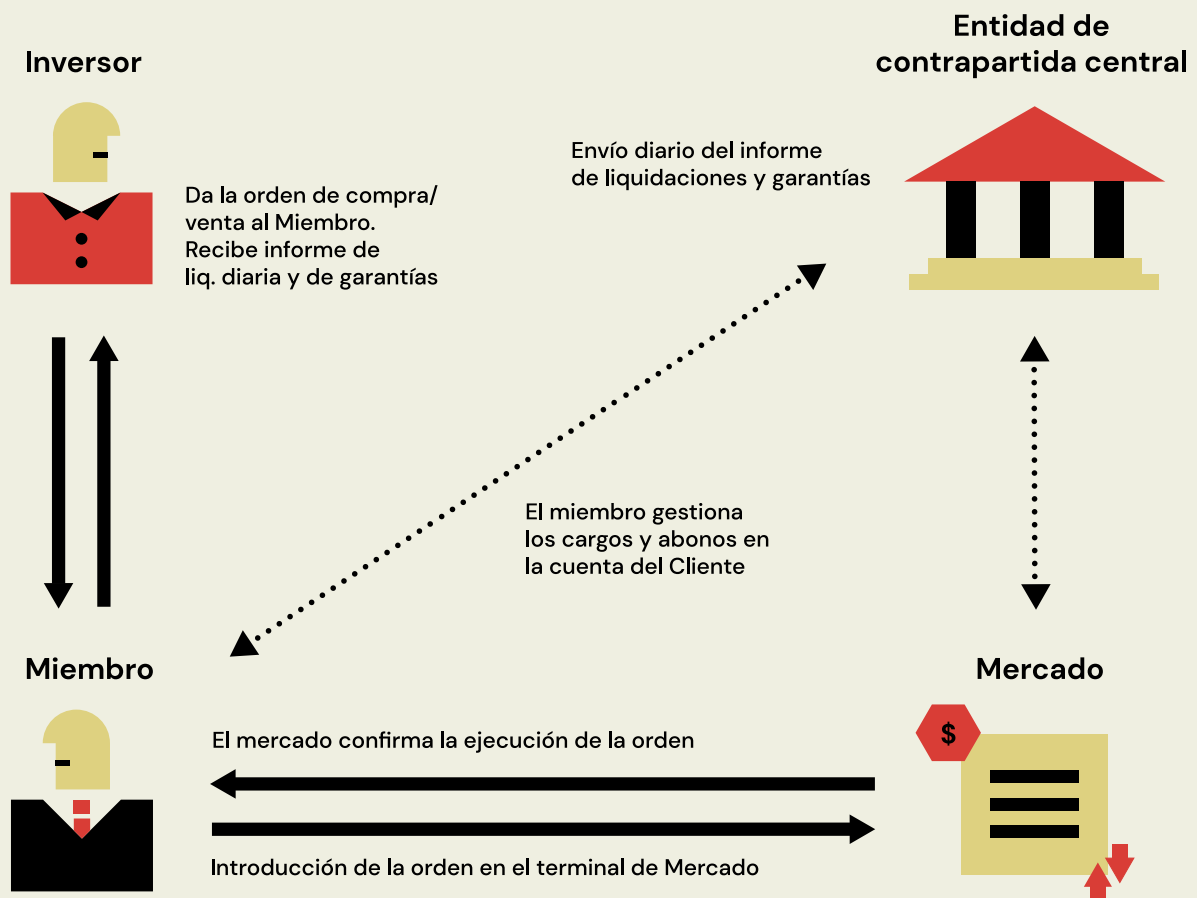 Inversor
Entidad de
contrapartida central
Da la orden de compra/
venta al Miembro.
Recibe informe de
liq. diaria y de garantías
Envío diario del informe
de liquidaciones y garantías
El miembro gestiona
los cargos y abonos en
la cuenta del Cliente
Miembro
Mercado
El mercado confirma la ejecución de la orden
$
Introducción de la orden en el terminal de Mercado